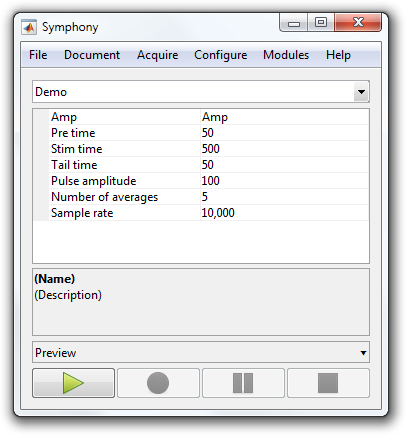 Symphony
File Document Acquire Configure Modules Help
Demo
Amp Amp
Pre time 50
Stim time 500
Tail time 50
Pulse amplitude 100
Number of averages 5
Sample rate 10,000
(Name)
(Description)
Preview